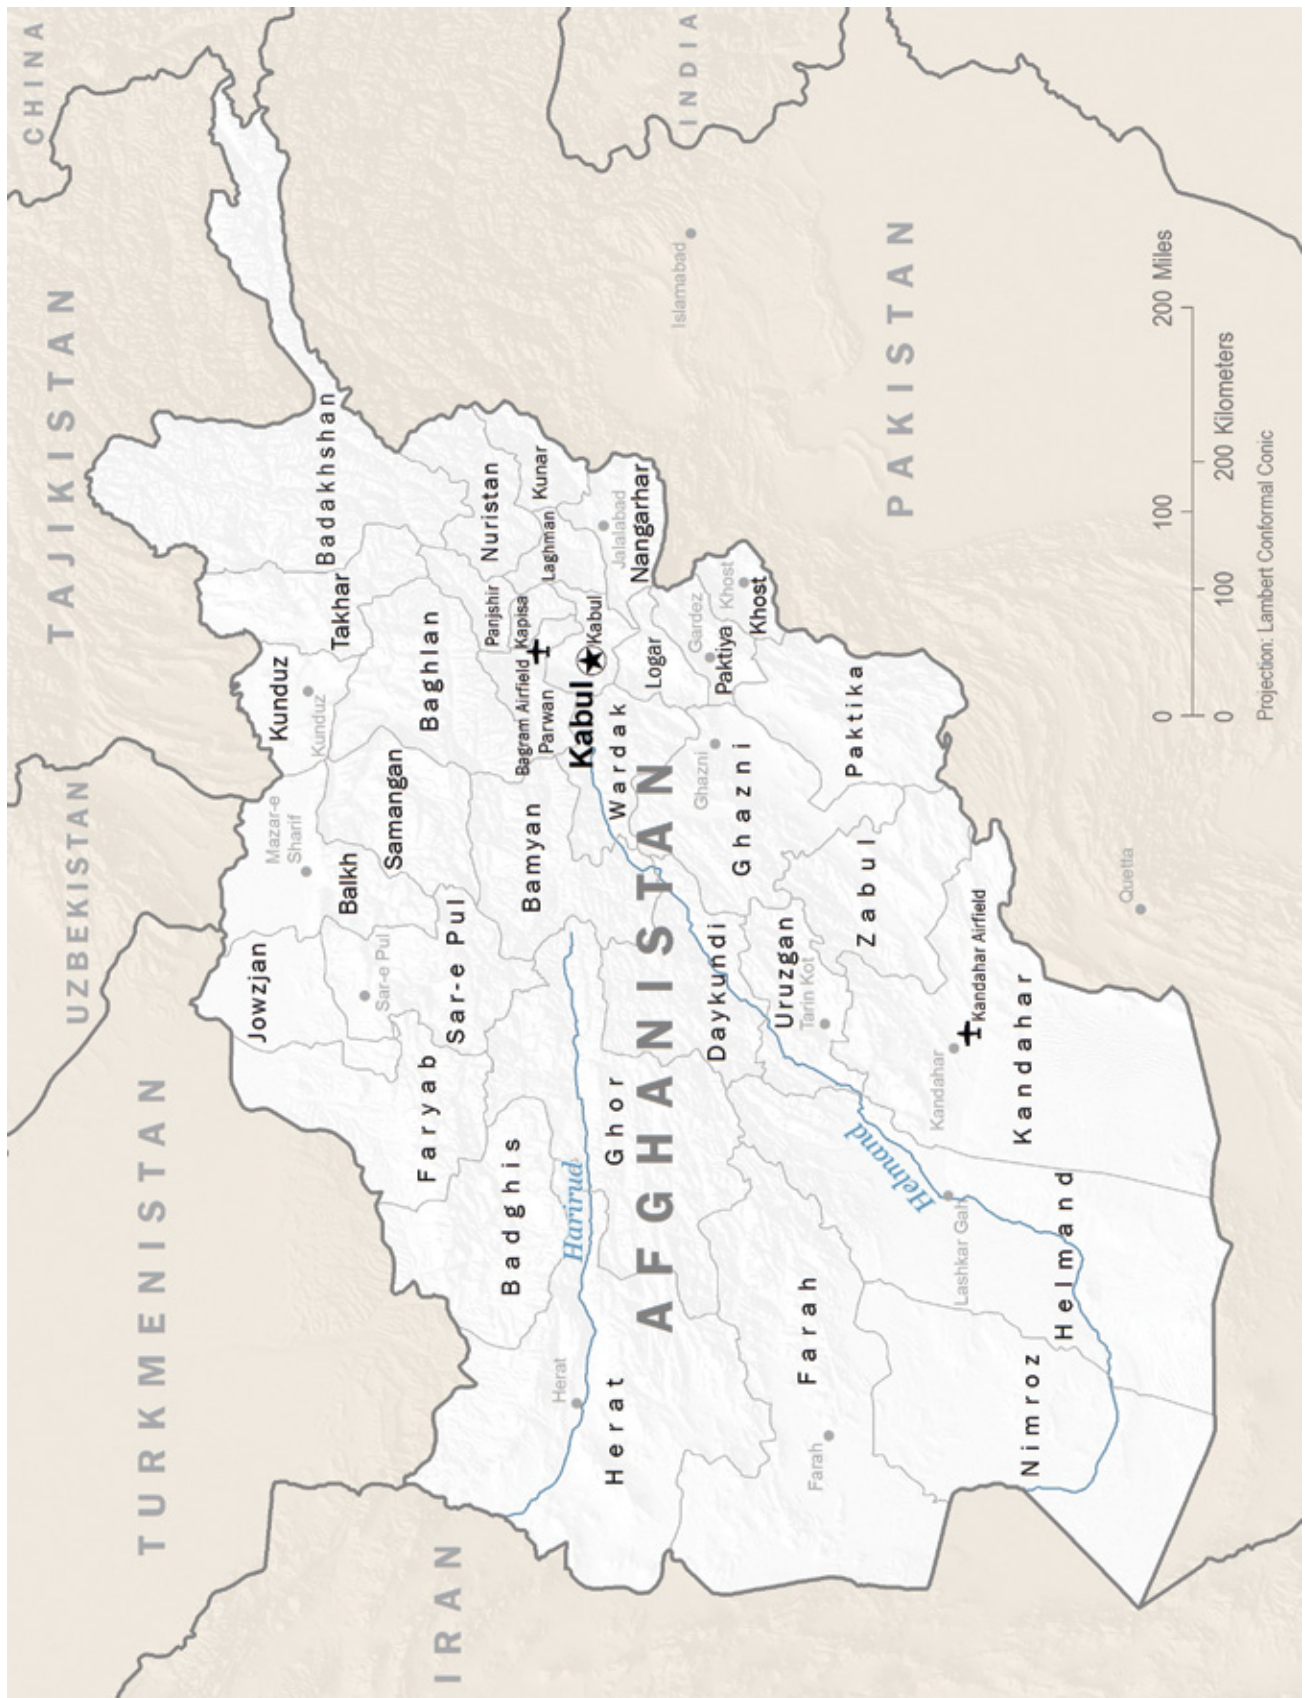 CHINA
TAJIKISTAN
UZBEKISTAN
TURKMENISTAN
IRAN
INDIA
PAKISTAN
AFGHANISTAN
Badakhshan
Takhar
Kunduz
Kunduz
Mazar-e
Sharif
Balkh
Jowzjan
Sar-e Pul
Sar-e Pul
Samangan
Baghlan
Faryab
Badghis
Bamyan
Nuristan
Kunar
Laghman
Panjshir
Kapisa
Bagram Airfield
Parwan
Kabul
Kabul
Jalalabad
Nangarhar
Wardak
Logar
Gardez
Khost
Khost
Paktiya
Ghazni
Ghazni
Paktika
Harirud
Ghor
Herat
Herat
Daykundi
Uruzgan
Tarin Kot
Zabul
Farah
Farah
Helmand
Kandahar
Kandahar Airfield
Kandahar
Lashkar Gah
Helmand
Nimroz
Islamabad
Quetta
0 100 200 Miles
0 100 200 Kilometers
Projection: Lambert Conformal Conic